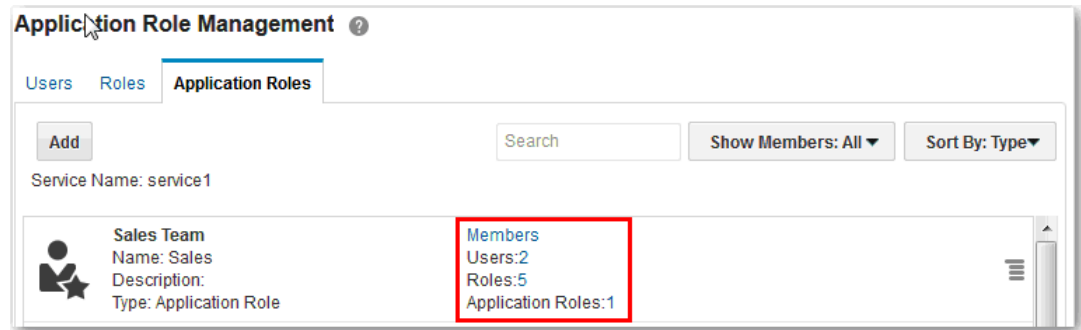 Application Role Management ?
Users Roles Application Roles
Add Search Show Members: All Sort By: Type
Service Name: service1
Sales Team
Name: Sales
Description:
Type: Application Role
Members
Users:2
Roles:5
Application Roles:1